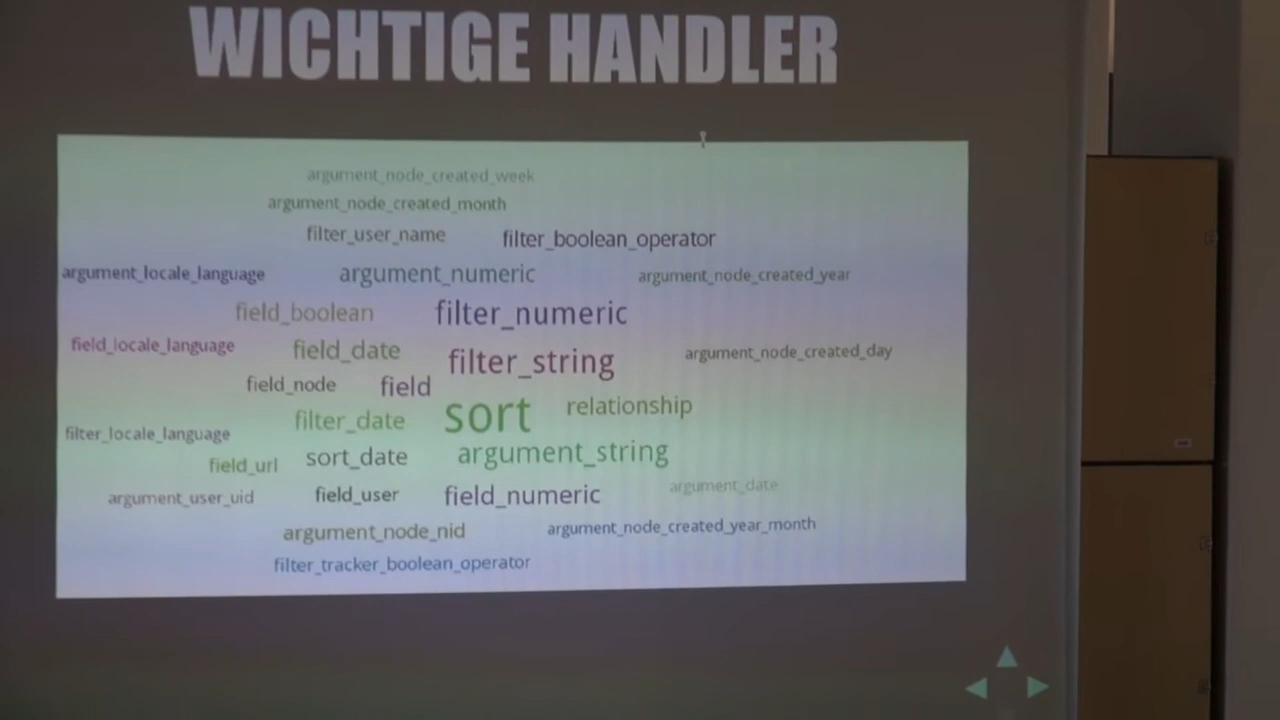 WICHTIGE HANDLER
argument_node_created_week
argument_node_created_month
filter_user_name filter_boolean_operator
argument_locale_language argument_numeric argument_node_created_year
field_boolean filter_numeric
field_locale_language field_date filter_string argument_node_created_day
field_node field
filter_date sort relationship
filter_locale_language
field_url sort_date argument_string
argument_user_uid field_user field_numeric argument_date
argument_node_nid argument_node_created_year_month
filter_tracker_boolean_operator